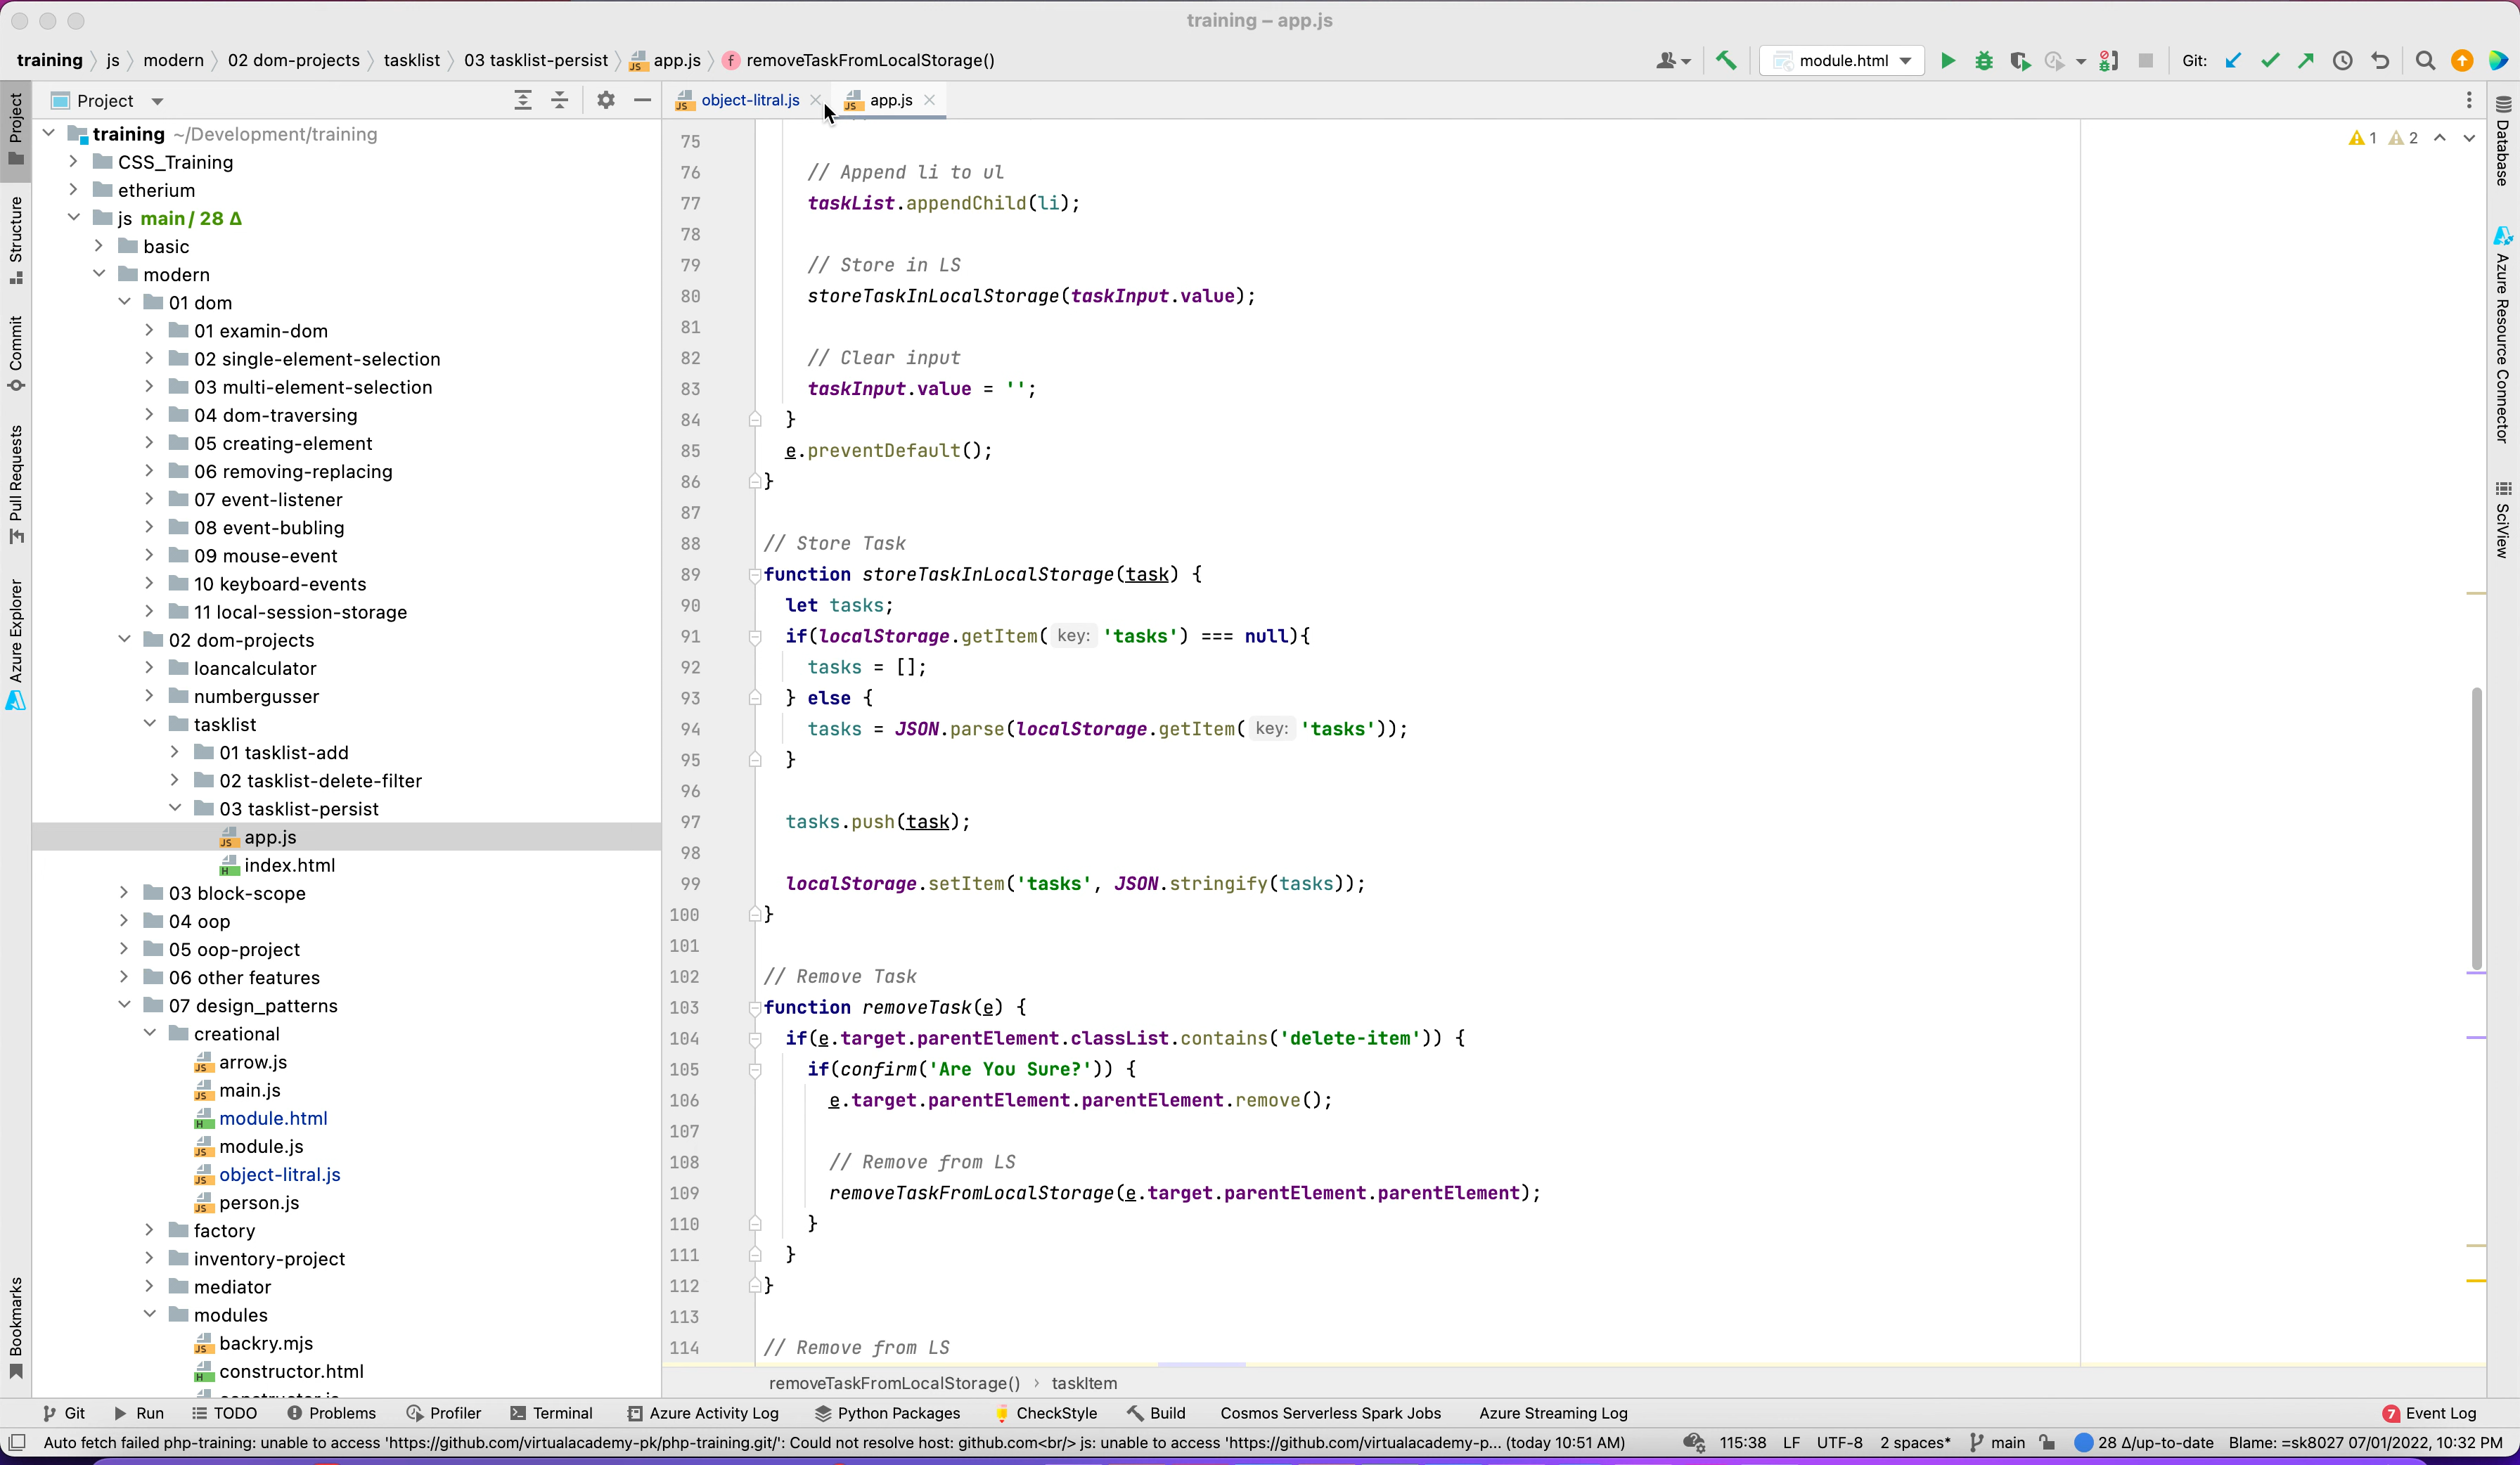 training – app.js
training js modern 02 dom-projects tasklist 03 tasklist-persist app.js removeTaskFromLocalStorage()
module.html Git:
Project
object-litral.js app.js
1 2
training ~/Development/training
CSS_Training
etherium
js main / 28 Δ
basic
modern
01 dom
01 examin-dom
02 single-element-selection
03 multi-element-selection
04 dom-traversing
05 creating-element
06 removing-replacing
07 event-listener
08 event-bubling
09 mouse-event
10 keyboard-events
11 local-session-storage
02 dom-projects
loancalculator
numbergusser
tasklist
01 tasklist-add
02 tasklist-delete-filter
03 tasklist-persist
app.js
index.html
03 block-scope
04 oop
05 oop-project
06 other features
07 design_patterns
creational
arrow.js
main.js
module.html
module.js
object-litral.js
person.js
factory
inventory-project
mediator
modules
backry.mjs
constructor.html
constructor.js
75
76 // Append li to ul
77 taskList.appendChild(li);
78
79 // Store in LS
80 storeTaskInLocalStorage(taskInput.value);
81
82 // Clear input
83 taskInput.value = '';
84 }
85 e.preventDefault();
86 }
87
88 // Store Task
89 function storeTaskInLocalStorage(task) {
90 let tasks;
91 if(localStorage.getItem( key: 'tasks') === null){
92 tasks = [];
93 } else {
94 tasks = JSON.parse(localStorage.getItem( key: 'tasks'));
95 }
96
97 tasks.push(task);
98
99 localStorage.setItem('tasks', JSON.stringify(tasks));
100 }
101
102 // Remove Task
103 function removeTask(e) {
104 if(e.target.parentElement.classList.contains('delete-item')) {
105 if(confirm('Are You Sure?')) {
106 e.target.parentElement.parentElement.remove();
107
108 // Remove from LS
109 removeTaskFromLocalStorage(e.target.parentElement.parentElement);
110 }
111 }
112 }
113
114 // Remove from LS
removeTaskFromLocalStorage() › taskItem
Project
Structure
Commit
Pull Requests
Azure Explorer
Bookmarks
Database
Azure Resource Connector
SciView
Git Run TODO Problems Profiler Terminal Azure Activity Log Python Packages CheckStyle Build Cosmos Serverless Spark Jobs Azure Streaming Log 7 Event Log
Auto fetch failed php-training: unable to access 'https://github.com/virtualacademy-pk/php-training.git/': Could not resolve host: github.com<br/> js: unable to access 'https://github.com/virtualacademy-p... (today 10:51 AM) 115:38 LF UTF-8 2 spaces* main 28 Δ/up-to-date Blame: =sk8027 07/01/2022, 10:32 PM